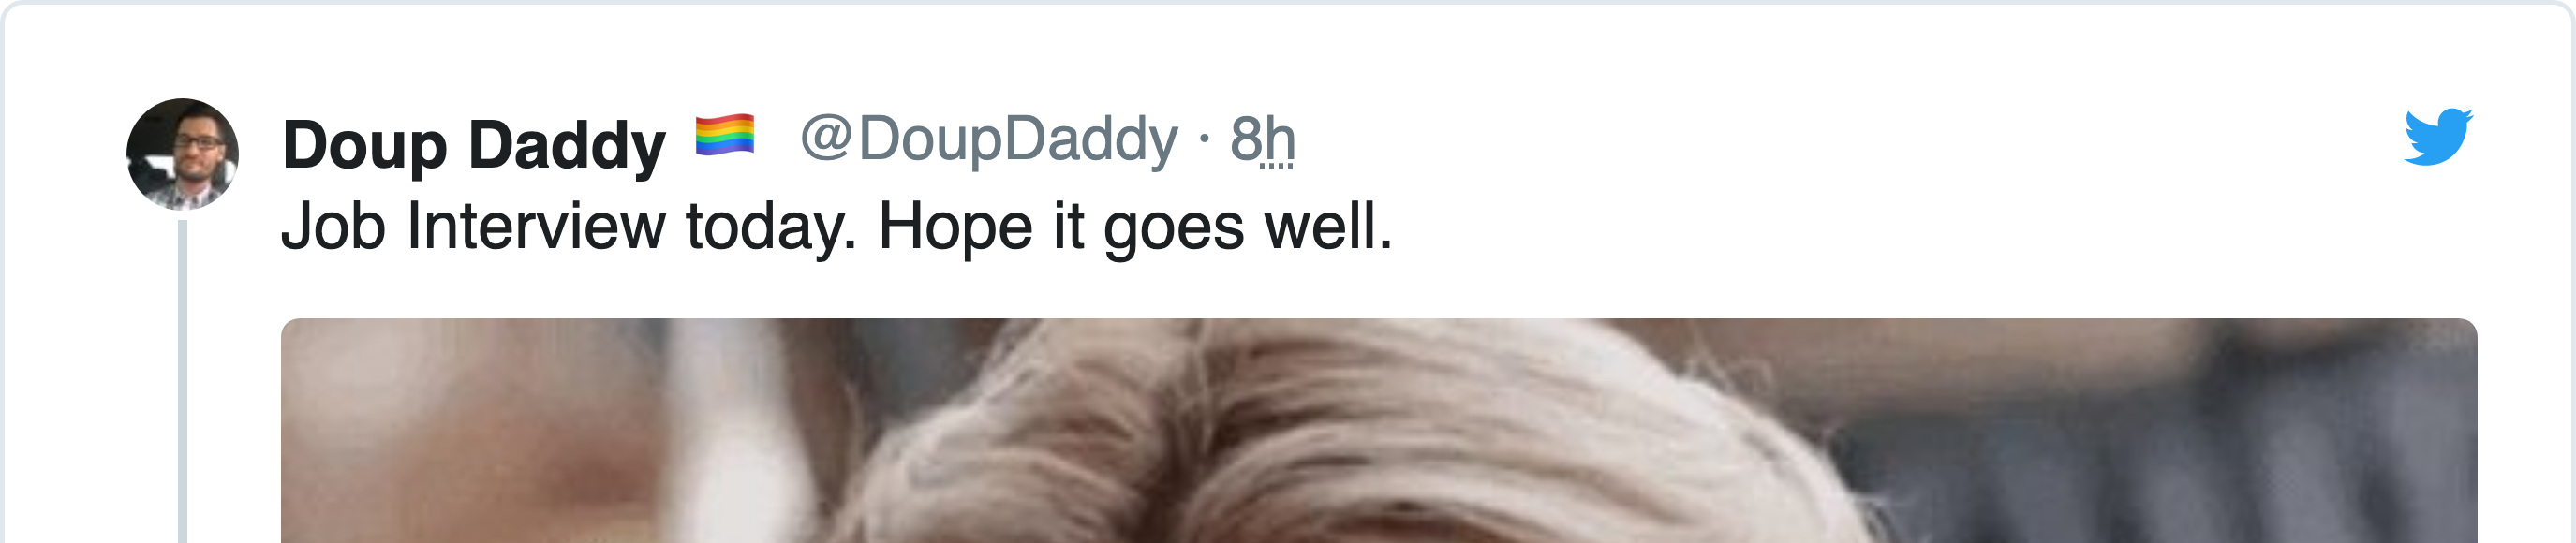 Doup Daddy 🏳️‍🌈 @DoupDaddy · 8h
Job Interview today. Hope it goes well.